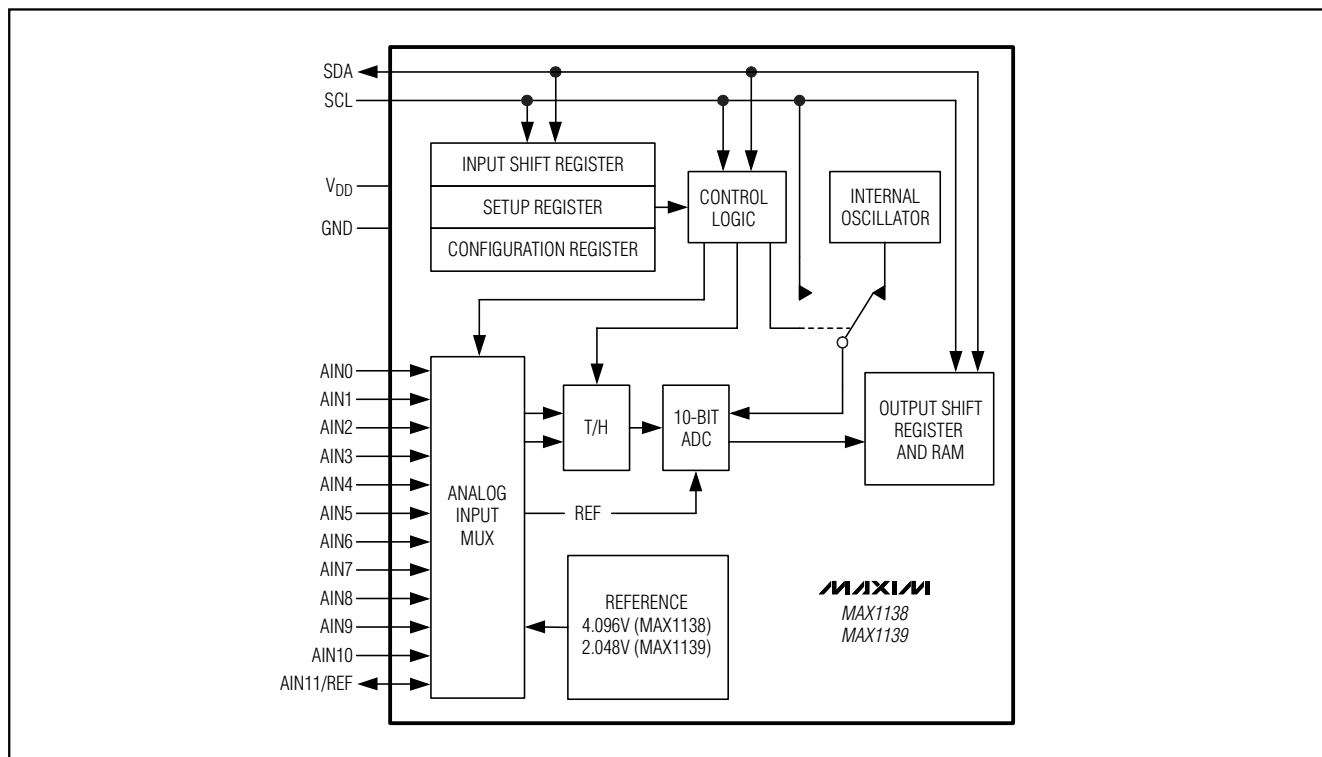 SDA
SCL
V_DD
GND
INPUT SHIFT REGISTER
SETUP REGISTER
CONFIGURATION REGISTER
CONTROL
LOGIC
INTERNAL
OSCILLATOR
AIN0
AIN1
AIN2
AIN3
AIN4
AIN5
AIN6
AIN7
AIN8
AIN9
AIN10
AIN11/REF
ANALOG
INPUT
MUX
T/H
10-BIT
ADC
OUTPUT SHIFT
REGISTER
AND RAM
REF
REFERENCE
4.096V (MAX1138)
2.048V (MAX1139)
MAXIM
MAX1138
MAX1139